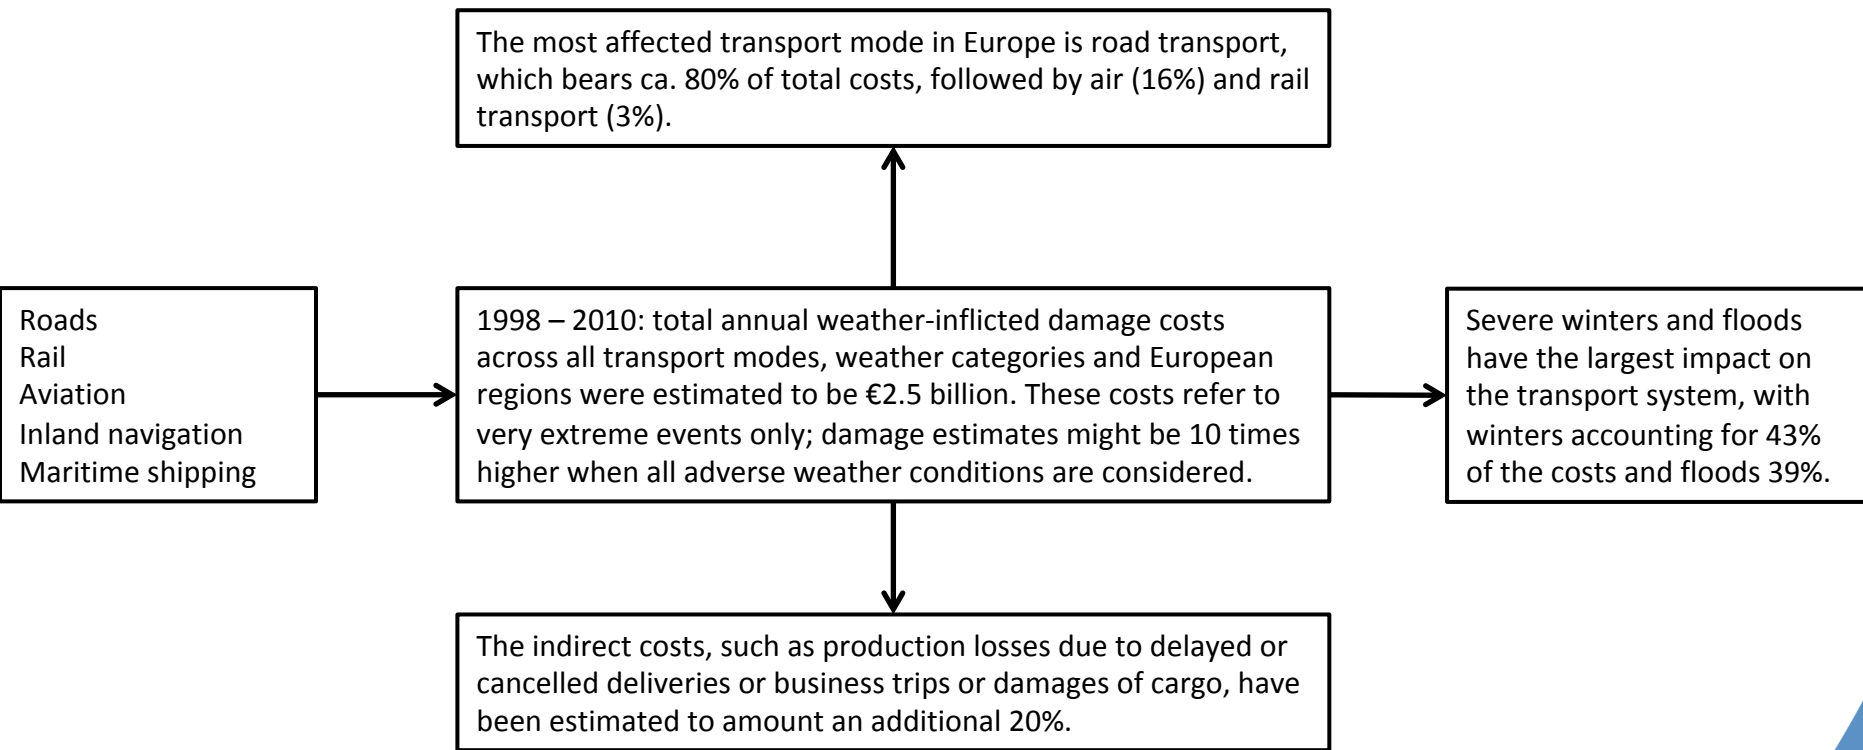 The most affected transport mode in Europe is road transport,
which bears ca. 80% of total costs, followed by air (16%) and rail
transport (3%).
Roads
Rail
Aviation
Inland navigation
Maritime shipping
1998 – 2010: total annual weather-inflicted damage costs
across all transport modes, weather categories and European
regions were estimated to be €2.5 billion. These costs refer to
very extreme events only; damage estimates might be 10 times
higher when all adverse weather conditions are considered.
Severe winters and floods
have the largest impact on
the transport system, with
winters accounting for 43%
of the costs and floods 39%.
The indirect costs, such as production losses due to delayed or
cancelled deliveries or business trips or damages of cargo, have
been estimated to amount an additional 20%.